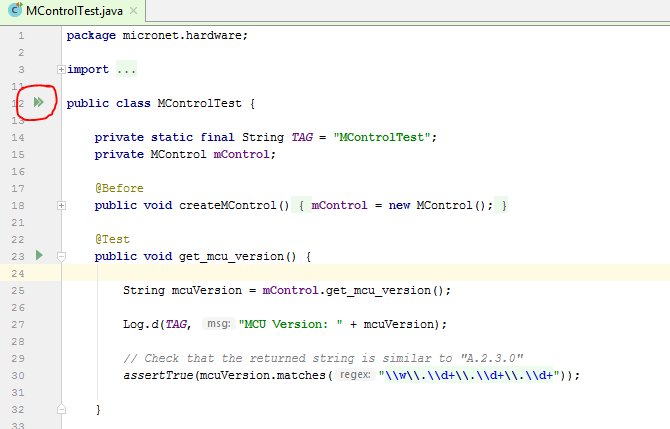 MControlTest.java
1 package micronet.hardware;
2
3 import ...
11
12 public class MControlTest {
13
14 private static final String TAG = "MControlTest";
15 private MControl mControl;
16
17 @Before
18 public void createMControl() { mControl = new MControl(); }
21
22 @Test
23 public void get_mcu_version() {
24
25 String mcuVersion = mControl.get_mcu_version();
26
27 Log.d(TAG, msg: "MCU Version: " + mcuVersion);
28
29 // Check that the returned string is similar to "A.2.3.0"
30 assertTrue(mcuVersion.matches( regex: "\\w\\.\\d+\\.\\d+\\.\\d+"));
31
32 }